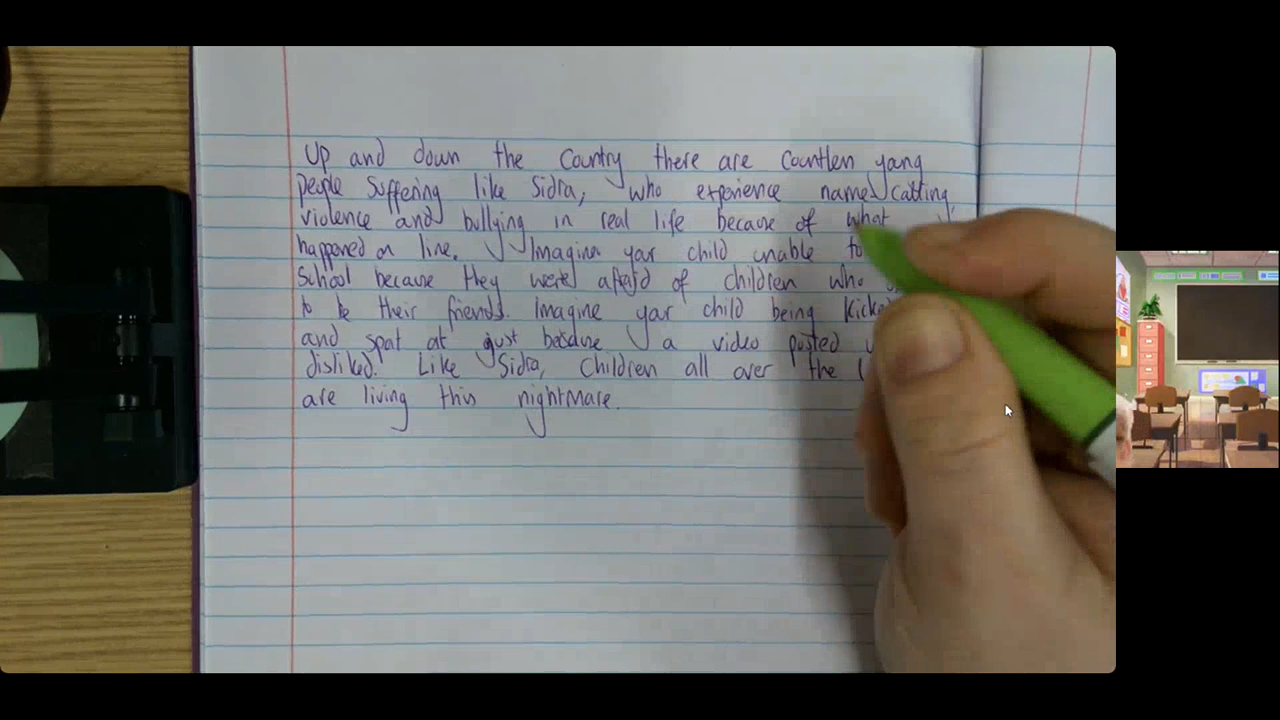 Up and down the country there are countless young
people suffering like Sidra, who experience name calling,
violence and bullying in real life because of what
happened on line. Imagine your child unable to
school because they were afraid of children who
to be their friends. Imagine your child being
and spat at just because a video posted
disliked. Like Sidra, children all over the
are living this nightmare.